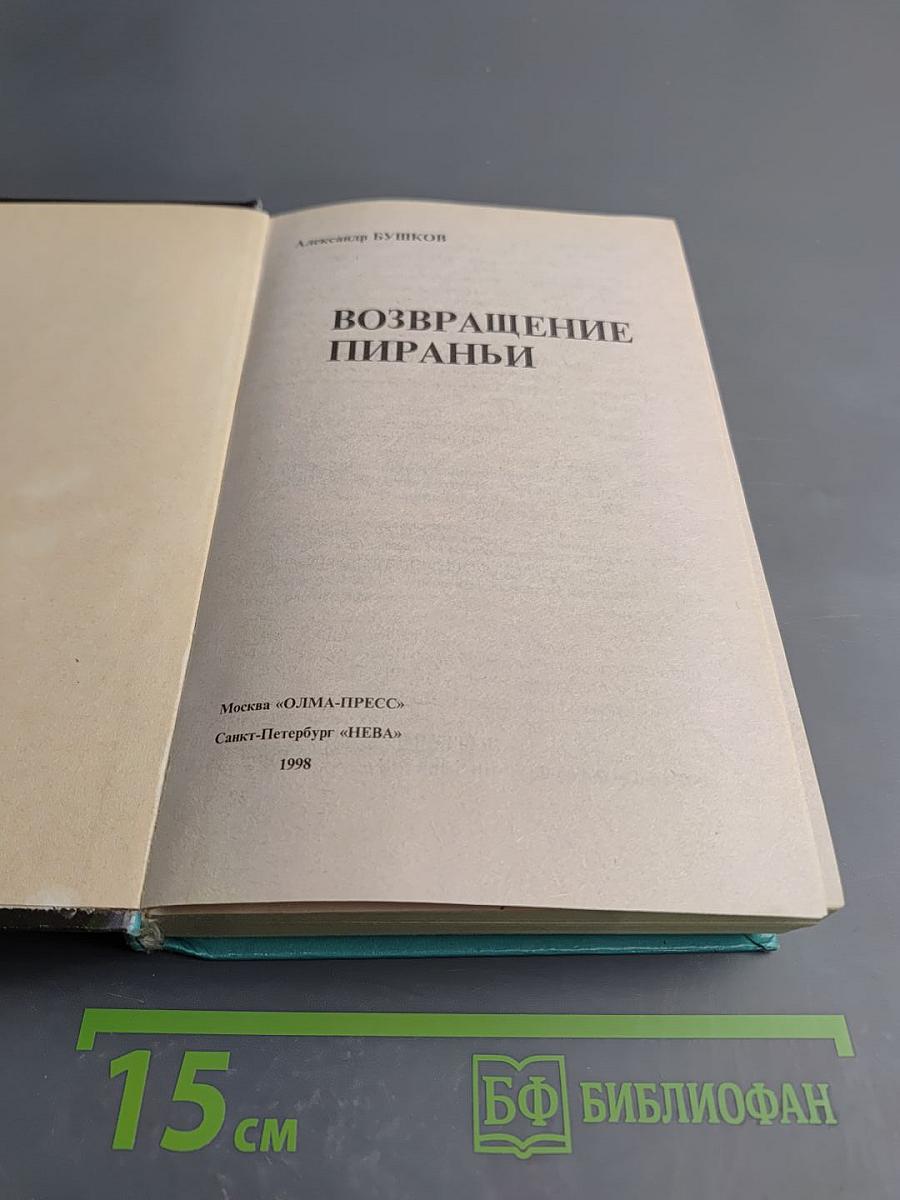 Александр БУШКОВ
ВОЗВРАЩЕНИЕ
ПИРАНЬИ
Москва «ОЛМА-ПРЕСС»
Санкт-Петербург «НЕВА»
1998
15 см
БФ БИБЛИОФАН